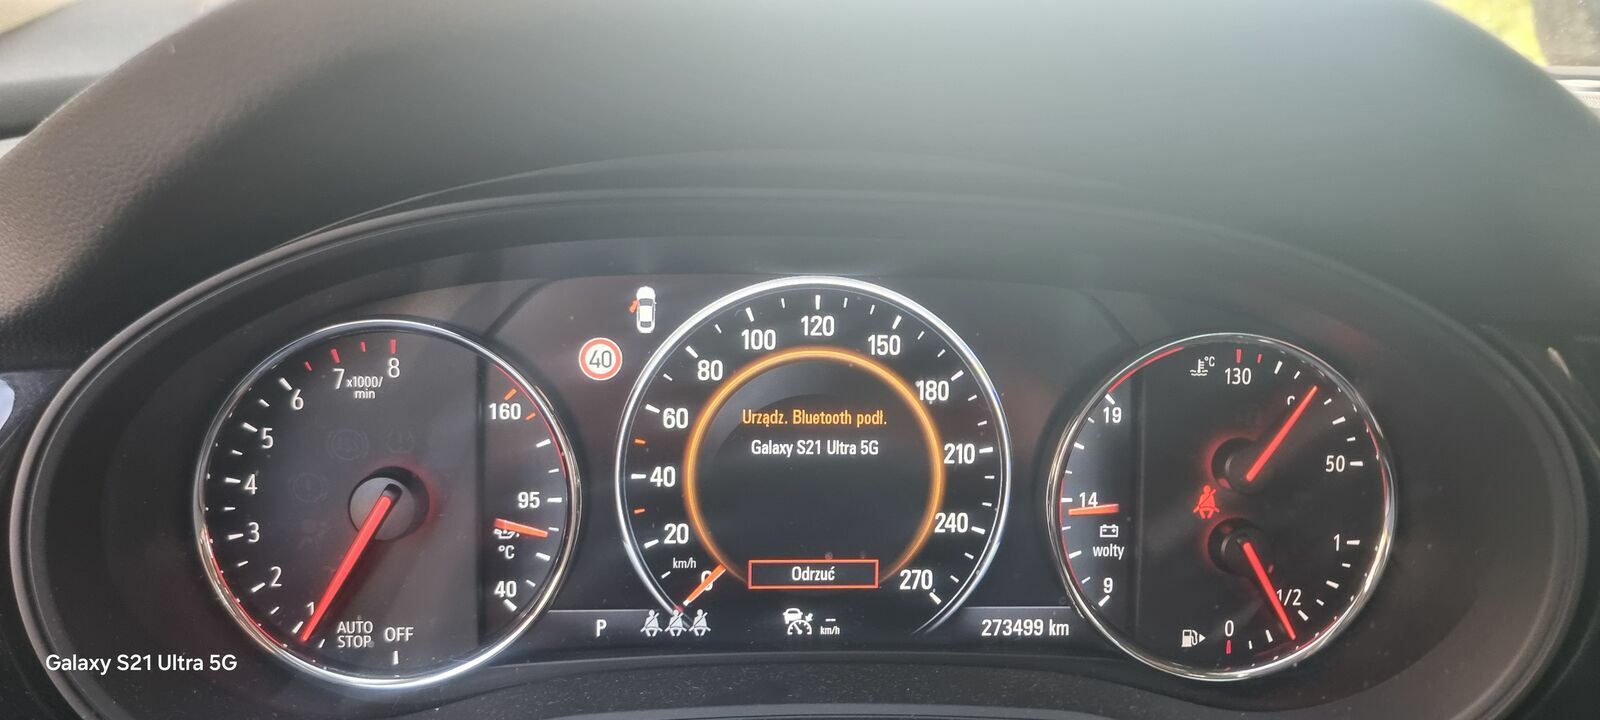 8
7
x1000/
min
6
5
4
3
2
1
AUTO
STOP
OFF
160
95
°C
40
40
120
100
150
80
180
60
Urządz. Bluetooth podł.
Galaxy S21 Ultra 5G
40
210
20
240
km/h
0
Odrzuć
270
P
-- km/h
273499 km
°C
130
19
50
14
wolty
9
1
1/2
0
Galaxy S21 Ultra 5G